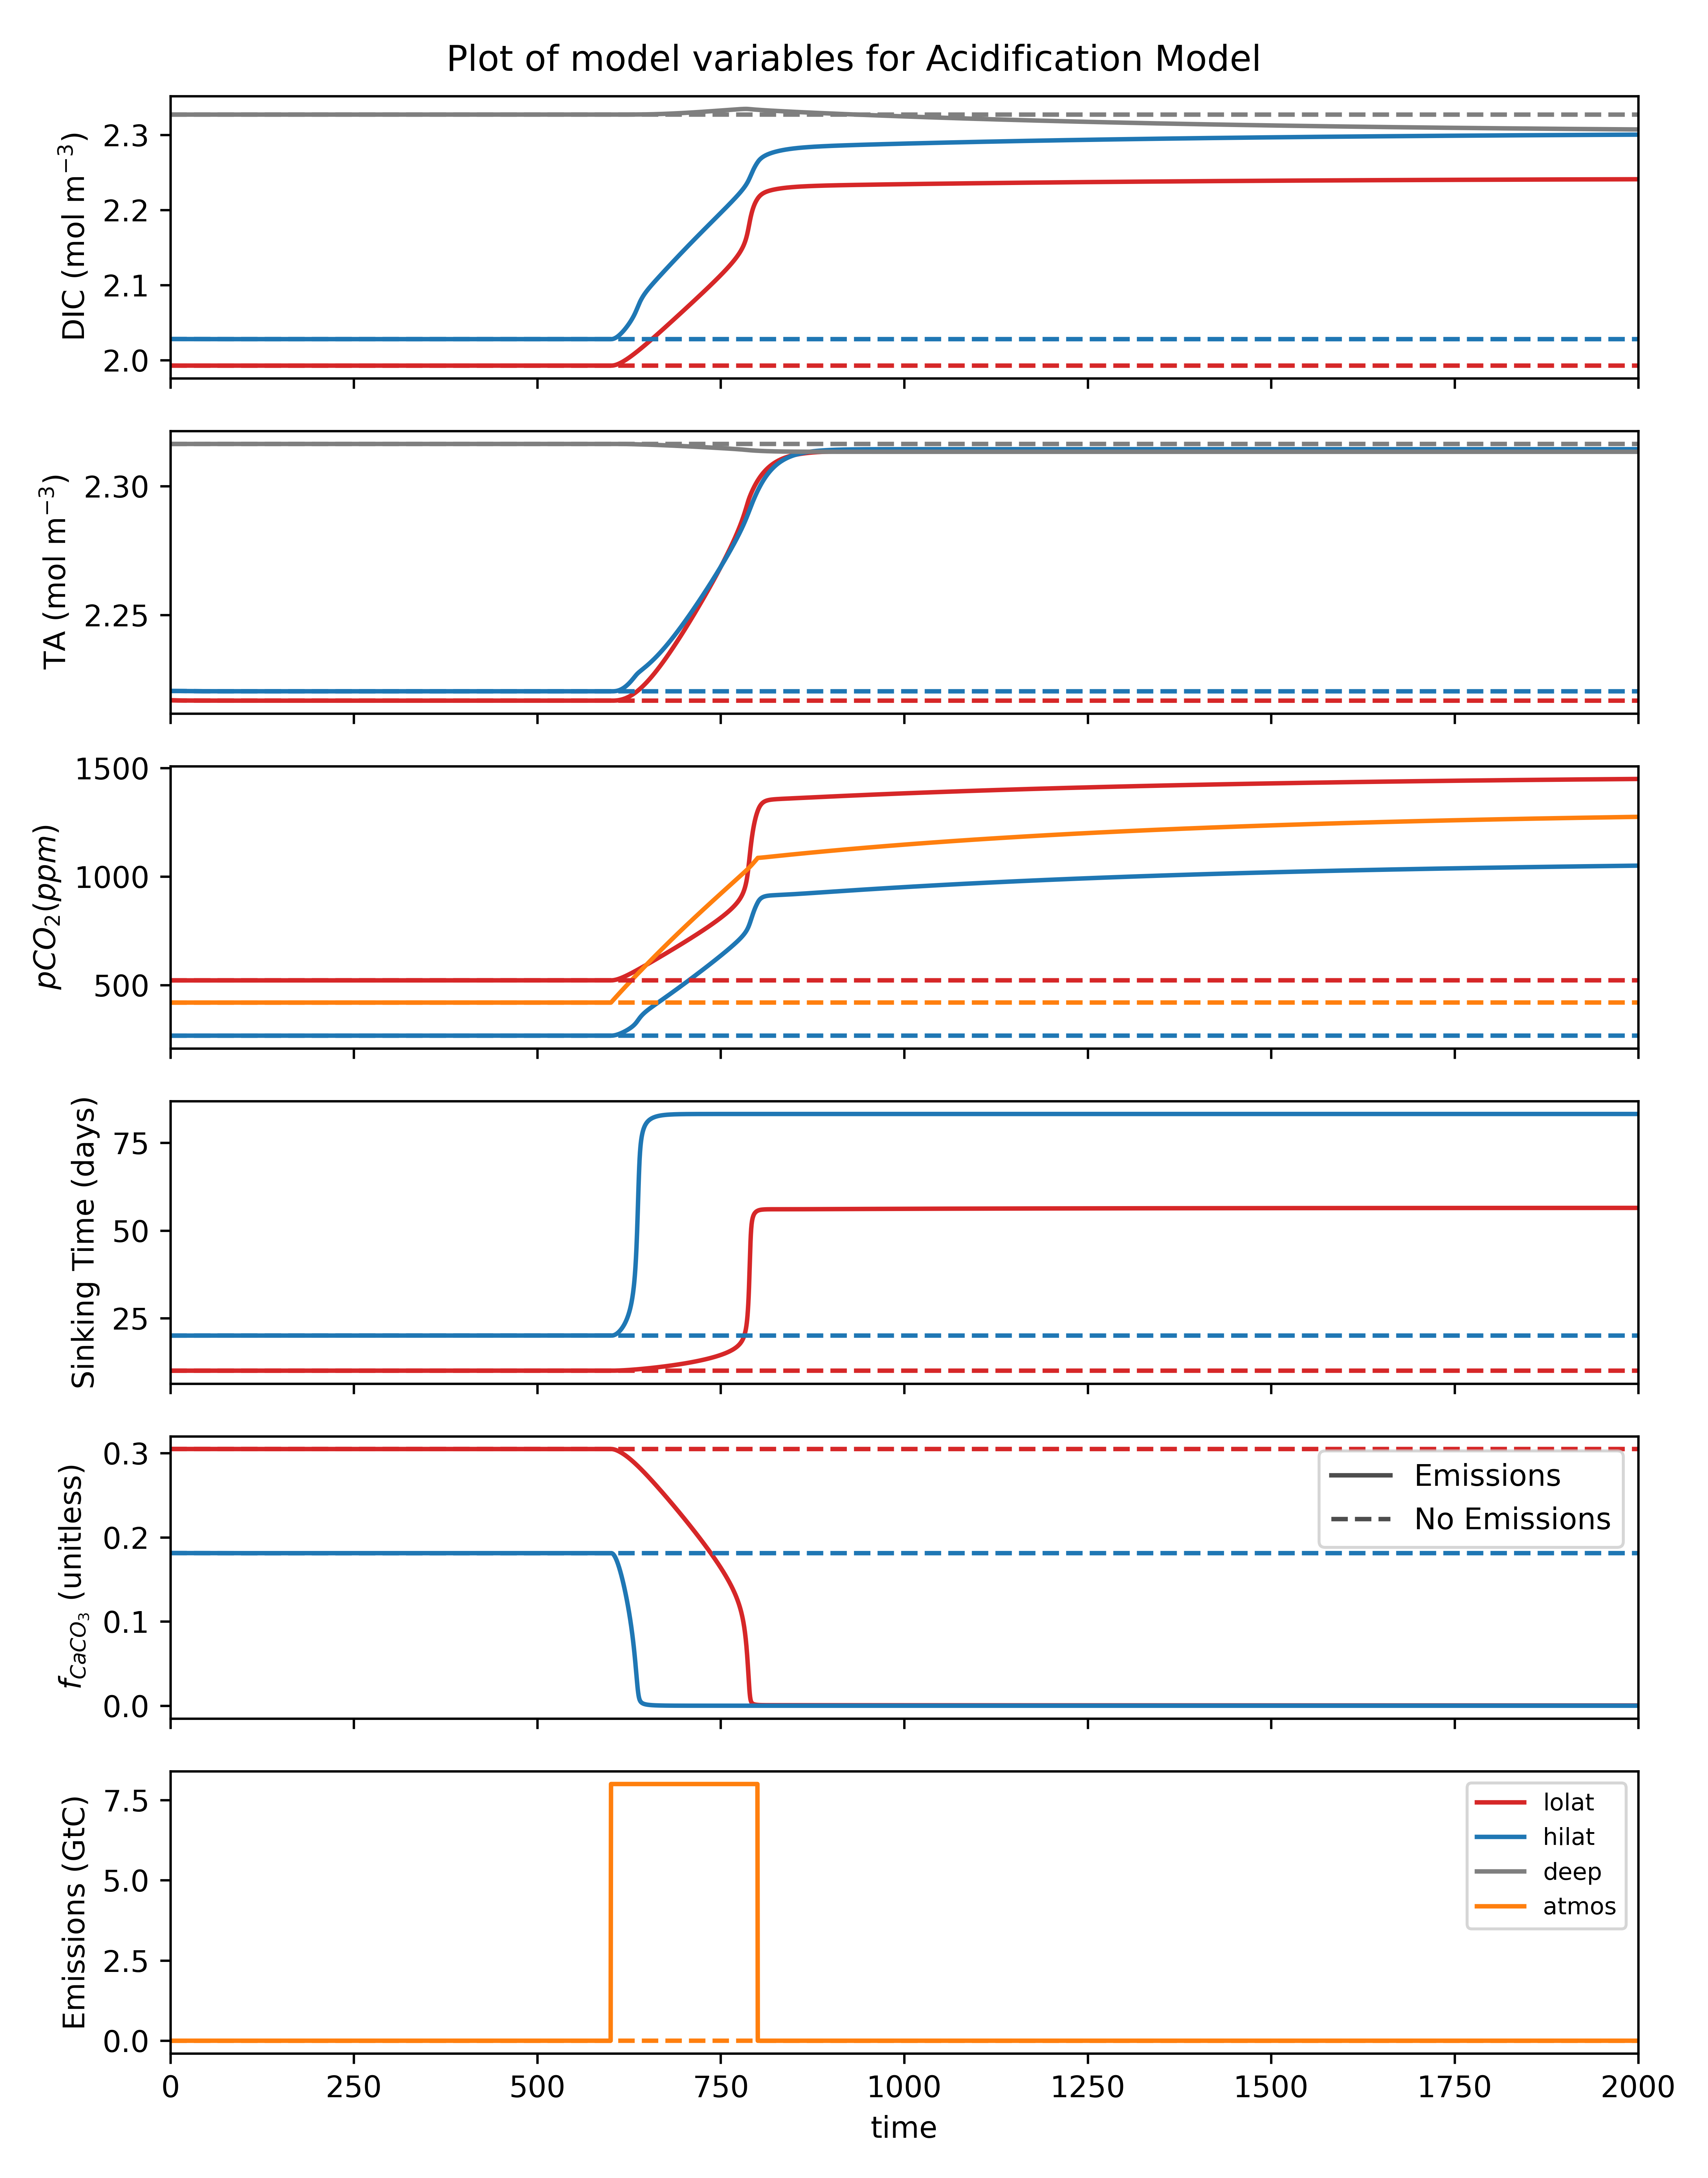 Plot of model variables for Acidification Model
DIC (mol m⁻³)
2.3
2.2
2.1
2.0
TA (mol m⁻³)
2.30
2.25
pCO₂(ppm)
1500
1000
500
Sinking Time (days)
75
50
25
f_CaCO₃ (unitless)
0.3
0.2
0.1
0.0
Emissions
No Emissions
Emissions (GtC)
7.5
5.0
2.5
0.0
lolat
hilat
deep
atmos
0 250 500 750 1000 1250 1500 1750 2000
time